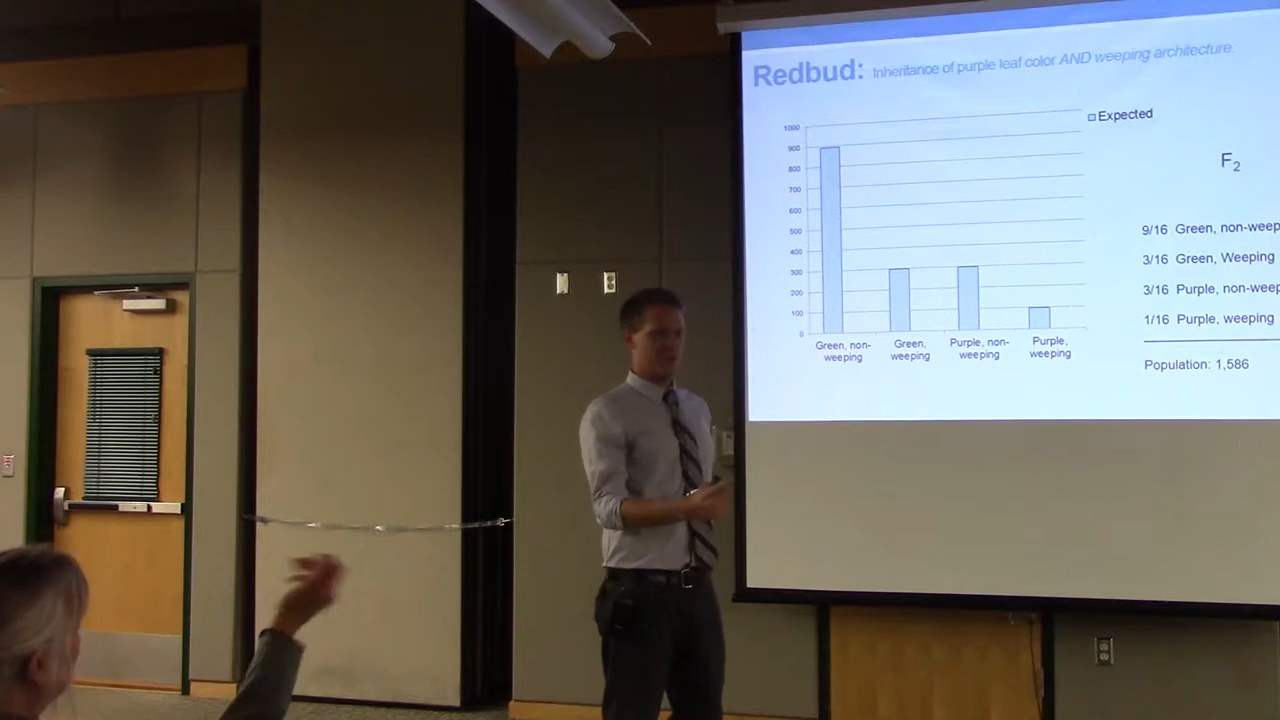 Redbud: Inheritance of purple leaf color AND weeping architecture.
Expected
1000
900
800
700
600
500
400
300
200
100
0
Green, non-
weeping
Green,
weeping
Purple, non-
weeping
Purple,
weeping
F2
9/16 Green, non-weep
3/16 Green, Weeping
3/16 Purple, non-weep
1/16 Purple, weeping
Population: 1,586